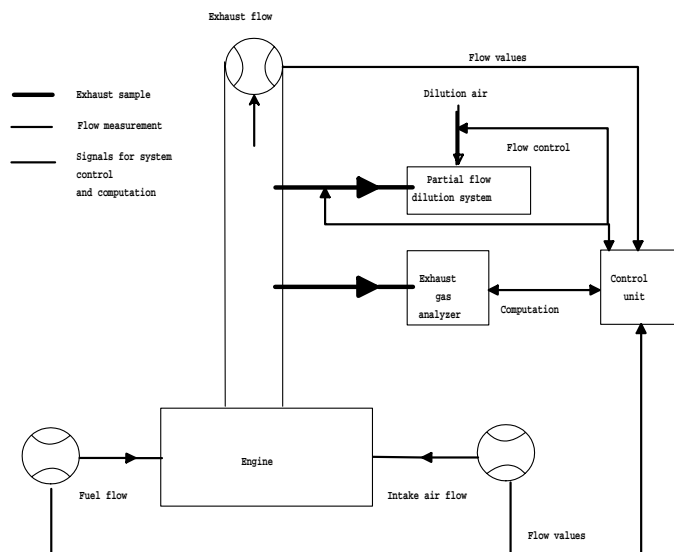 Exhaust flow
Flow values
Exhaust sample
Dilution air
Flow measurement
Signals for system
control
and computation
Flow control
Partial flow
dilution system
Exhaust
gas
analyzer
Control
unit
Computation
Engine
Fuel flow
Intake air flow
Flow values